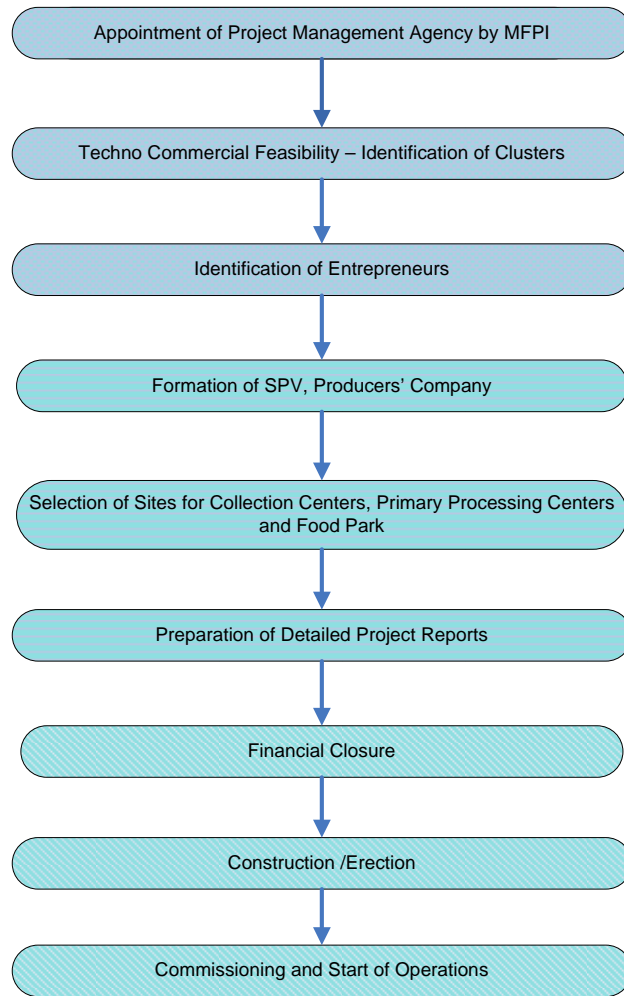 Appointment of Project Management Agency by MFPI
Techno Commercial Feasibility – Identification of Clusters
Identification of Entrepreneurs
Formation of SPV, Producers’ Company
Selection of Sites for Collection Centers, Primary Processing Centers
and Food Park
Preparation of Detailed Project Reports
Financial Closure
Construction /Erection
Commissioning and Start of Operations